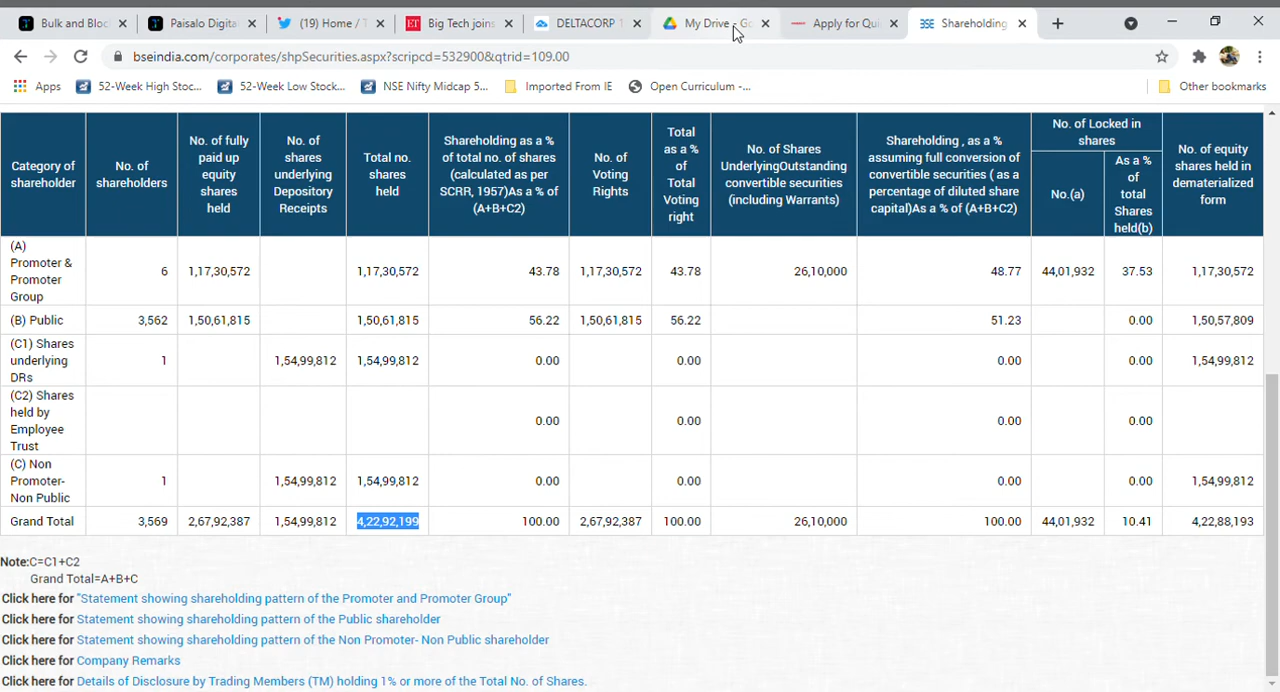 Bulk and Bloc
Paisalo Digita
(19) Home / T
Big Tech joins
DELTACORP 1
My Drive - Go
Apply for Qui
Shareholding
bseindia.com/corporates/shpSecurities.aspx?scripcd=532900&qtrid=109.00
Apps
52-Week High Stoc...
52-Week Low Stock...
NSE Nifty Midcap 5...
Imported From IE
Open Curriculum -...
Other bookmarks
Category of
shareholder
No. of
shareholders
No. of fully
paid up
equity
shares
held
No. of
shares
underlying
Depository
Receipts
Total no.
shares
held
Shareholding as a %
of total no. of shares
(calculated as per
SCRR, 1957)As a % of
(A+B+C2)
No. of
Voting
Rights
Total
as a %
of
Total
Voting
right
No. of Shares
UnderlyingOutstanding
convertible securities
(including Warrants)
Shareholding , as a %
assuming full conversion of
convertible securities ( as a
percentage of diluted share
capital)As a % of (A+B+C2)
No. of Locked in
shares
No.(a)
As a %
of
total
Shares
held(b)
No. of equity
shares held in
dematerialized
form
(A)
Promoter &
Promoter
Group
6 1,17,30,572 1,17,30,572 43.78 1,17,30,572 43.78 26,10,000 48.77 44,01,932 37.53 1,17,30,572
(B) Public 3,562 1,50,61,815 1,50,61,815 56.22 1,50,61,815 56.22 51.23 0.00 1,50,57,809
(C1) Shares
underlying
DRs
1 1,54,99,812 1,54,99,812 0.00 0.00 0.00 0.00 1,54,99,812
(C2) Shares
held by
Employee
Trust
0.00 0.00 0.00 0.00
(C) Non
Promoter-
Non Public
1 1,54,99,812 1,54,99,812 0.00 0.00 0.00 0.00 1,54,99,812
Grand Total 3,569 2,67,92,387 1,54,99,812 4,22,92,199 100.00 2,67,92,387 100.00 26,10,000 100.00 44,01,932 10.41 4,22,88,193
Note:C=C1+C2
Grand Total=A+B+C
Click here for "Statement showing shareholding pattern of the Promoter and Promoter Group"
Click here for Statement showing shareholding pattern of the Public shareholder
Click here for Statement showing shareholding pattern of the Non Promoter- Non Public shareholder
Click here for Company Remarks
Click here for Details of Disclosure by Trading Members (TM) holding 1% or more of the Total No. of Shares.